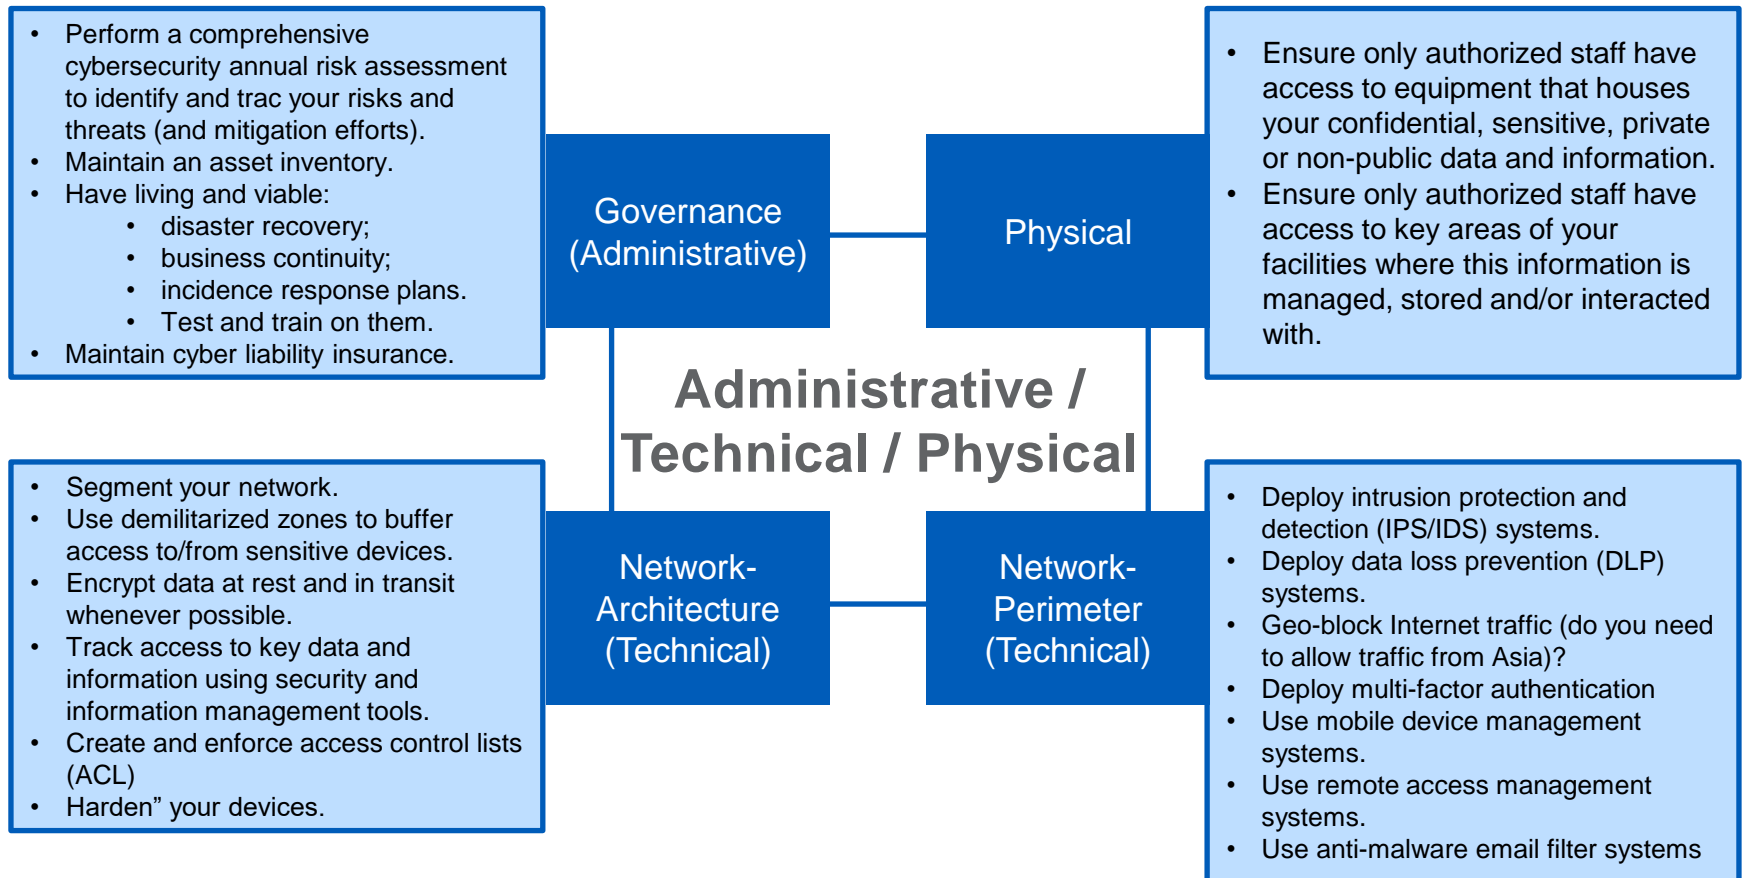 • Perform a comprehensive
cybersecurity annual risk assessment
to identify and trac your risks and
threats (and mitigation efforts).
• Maintain an asset inventory.
• Have living and viable:
• disaster recovery;
• business continuity;
• incidence response plans.
• Test and train on them.
• Maintain cyber liability insurance.
Governance
(Administrative)
Physical
• Ensure only authorized staff have
access to equipment that houses
your confidential, sensitive, private
or non-public data and information.
• Ensure only authorized staff have
access to key areas of your
facilities where this information is
managed, stored and/or interacted
with.
Administrative /
Technical / Physical
• Segment your network.
• Use demilitarized zones to buffer
access to/from sensitive devices.
• Encrypt data at rest and in transit
whenever possible.
• Track access to key data and
information using security and
information management tools.
• Create and enforce access control lists
(ACL)
• Harden” your devices.
Network-
Architecture
(Technical)
Network-
Perimeter
(Technical)
• Deploy intrusion protection and
detection (IPS/IDS) systems.
• Deploy data loss prevention (DLP)
systems.
• Geo-block Internet traffic (do you need
to allow traffic from Asia)?
• Deploy multi-factor authentication
• Use mobile device management
systems.
• Use remote access management
systems.
• Use anti-malware email filter systems